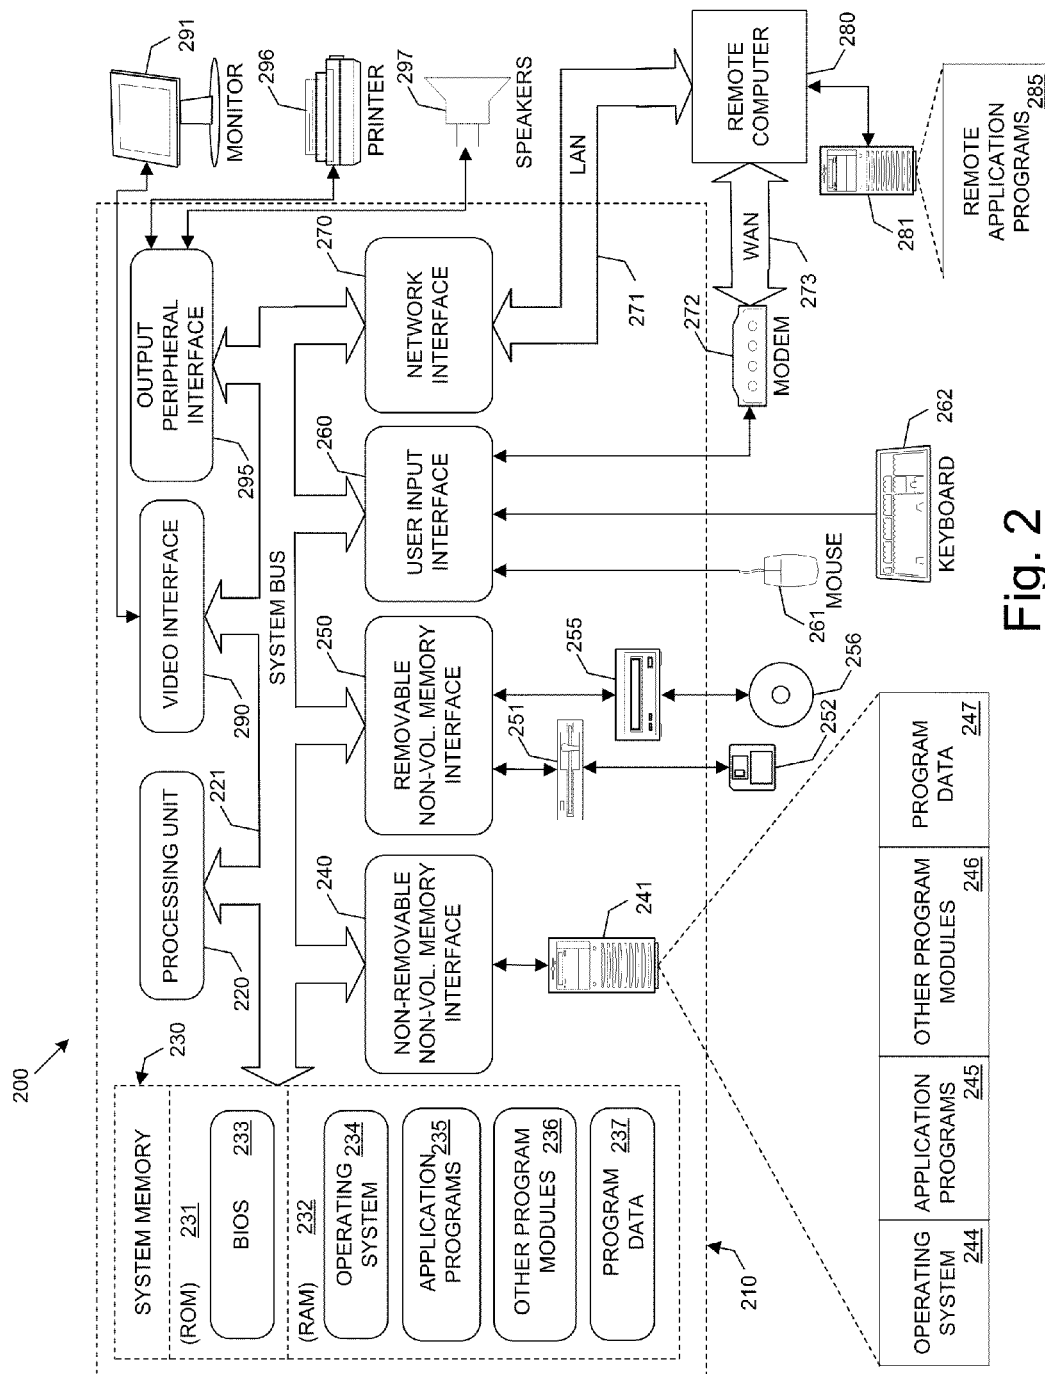 200
SYSTEM MEMORY
230
(ROM) 231
BIOS 233
(RAM) 232
OPERATING
SYSTEM 234
APPLICATION
PROGRAMS 235
OTHER PROGRAM
MODULES 236
PROGRAM
DATA 237
210
PROCESSING UNIT
220
221
VIDEO INTERFACE
290
OUTPUT
PERIPHERAL
INTERFACE
295
SYSTEM BUS
240
NON-REMOVABLE
NON-VOL. MEMORY
INTERFACE
250
REMOVABLE
NON-VOL. MEMORY
INTERFACE
260
USER INPUT
INTERFACE
270
NETWORK
INTERFACE
291
MONITOR
296
PRINTER
297
SPEAKERS
LAN
271
241
251
255
252
256
261
MOUSE
262
KEYBOARD
272
MODEM
WAN
273
REMOTE
COMPUTER
280
281
REMOTE
APPLICATION
PROGRAMS 285
OPERATING
SYSTEM 244
APPLICATION
PROGRAMS 245
OTHER PROGRAM
MODULES 246
PROGRAM
DATA 247
Fig. 2